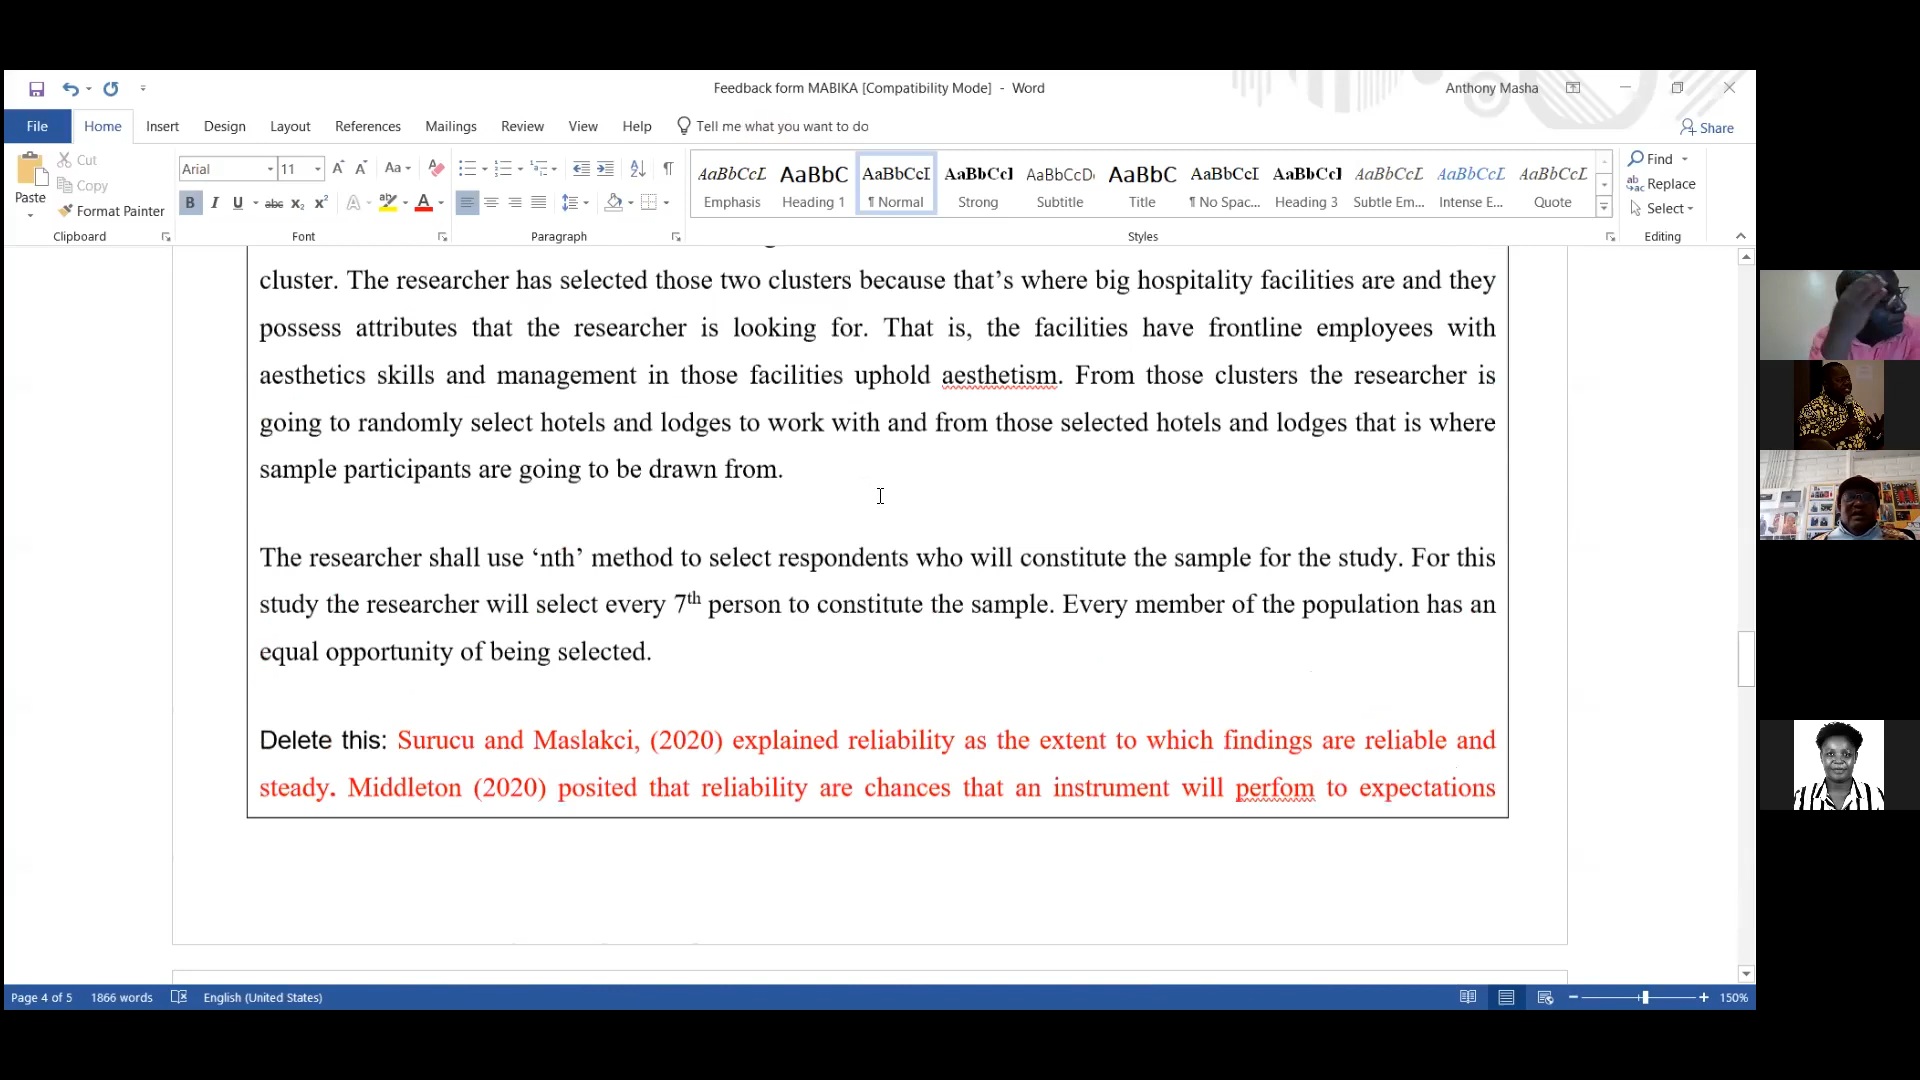 Feedback form MABIKA [Compatibility Mode] - Word
Anthony Masha
File Home Insert Design Layout References Mailings Review View Help Tell me what you want to do
Share
Paste
Cut
Copy
Format Painter
Clipboard
Arial 11
Font
Paragraph
AaBbCcL AaBbC AaBbCcI AaBbCcI AaBbCcD AaBbC AaBbCcI AaBbCcI AaBbCcL AaBbCcL AaBbCcL
Emphasis Heading 1 ¶ Normal Strong Subtitle Title ¶ No Spac... Heading 3 Subtle Em... Intense E... Quote
Styles
Find
Replace
Select
Editing
cluster. The researcher has selected those two clusters because that’s where big hospitality facilities are and they
possess attributes that the researcher is looking for. That is, the facilities have frontline employees with
aesthetics skills and management in those facilities uphold aesthetism. From those clusters the researcher is
going to randomly select hotels and lodges to work with and from those selected hotels and lodges that is where
sample participants are going to be drawn from.
The researcher shall use ‘nth’ method to select respondents who will constitute the sample for the study. For this
study the researcher will select every 7th person to constitute the sample. Every member of the population has an
equal opportunity of being selected.
Delete this: Surucu and Maslakci, (2020) explained reliability as the extent to which findings are reliable and
steady. Middleton (2020) posited that reliability are chances that an instrument will perfom to expectations
Page 4 of 5 1866 words English (United States)
150%